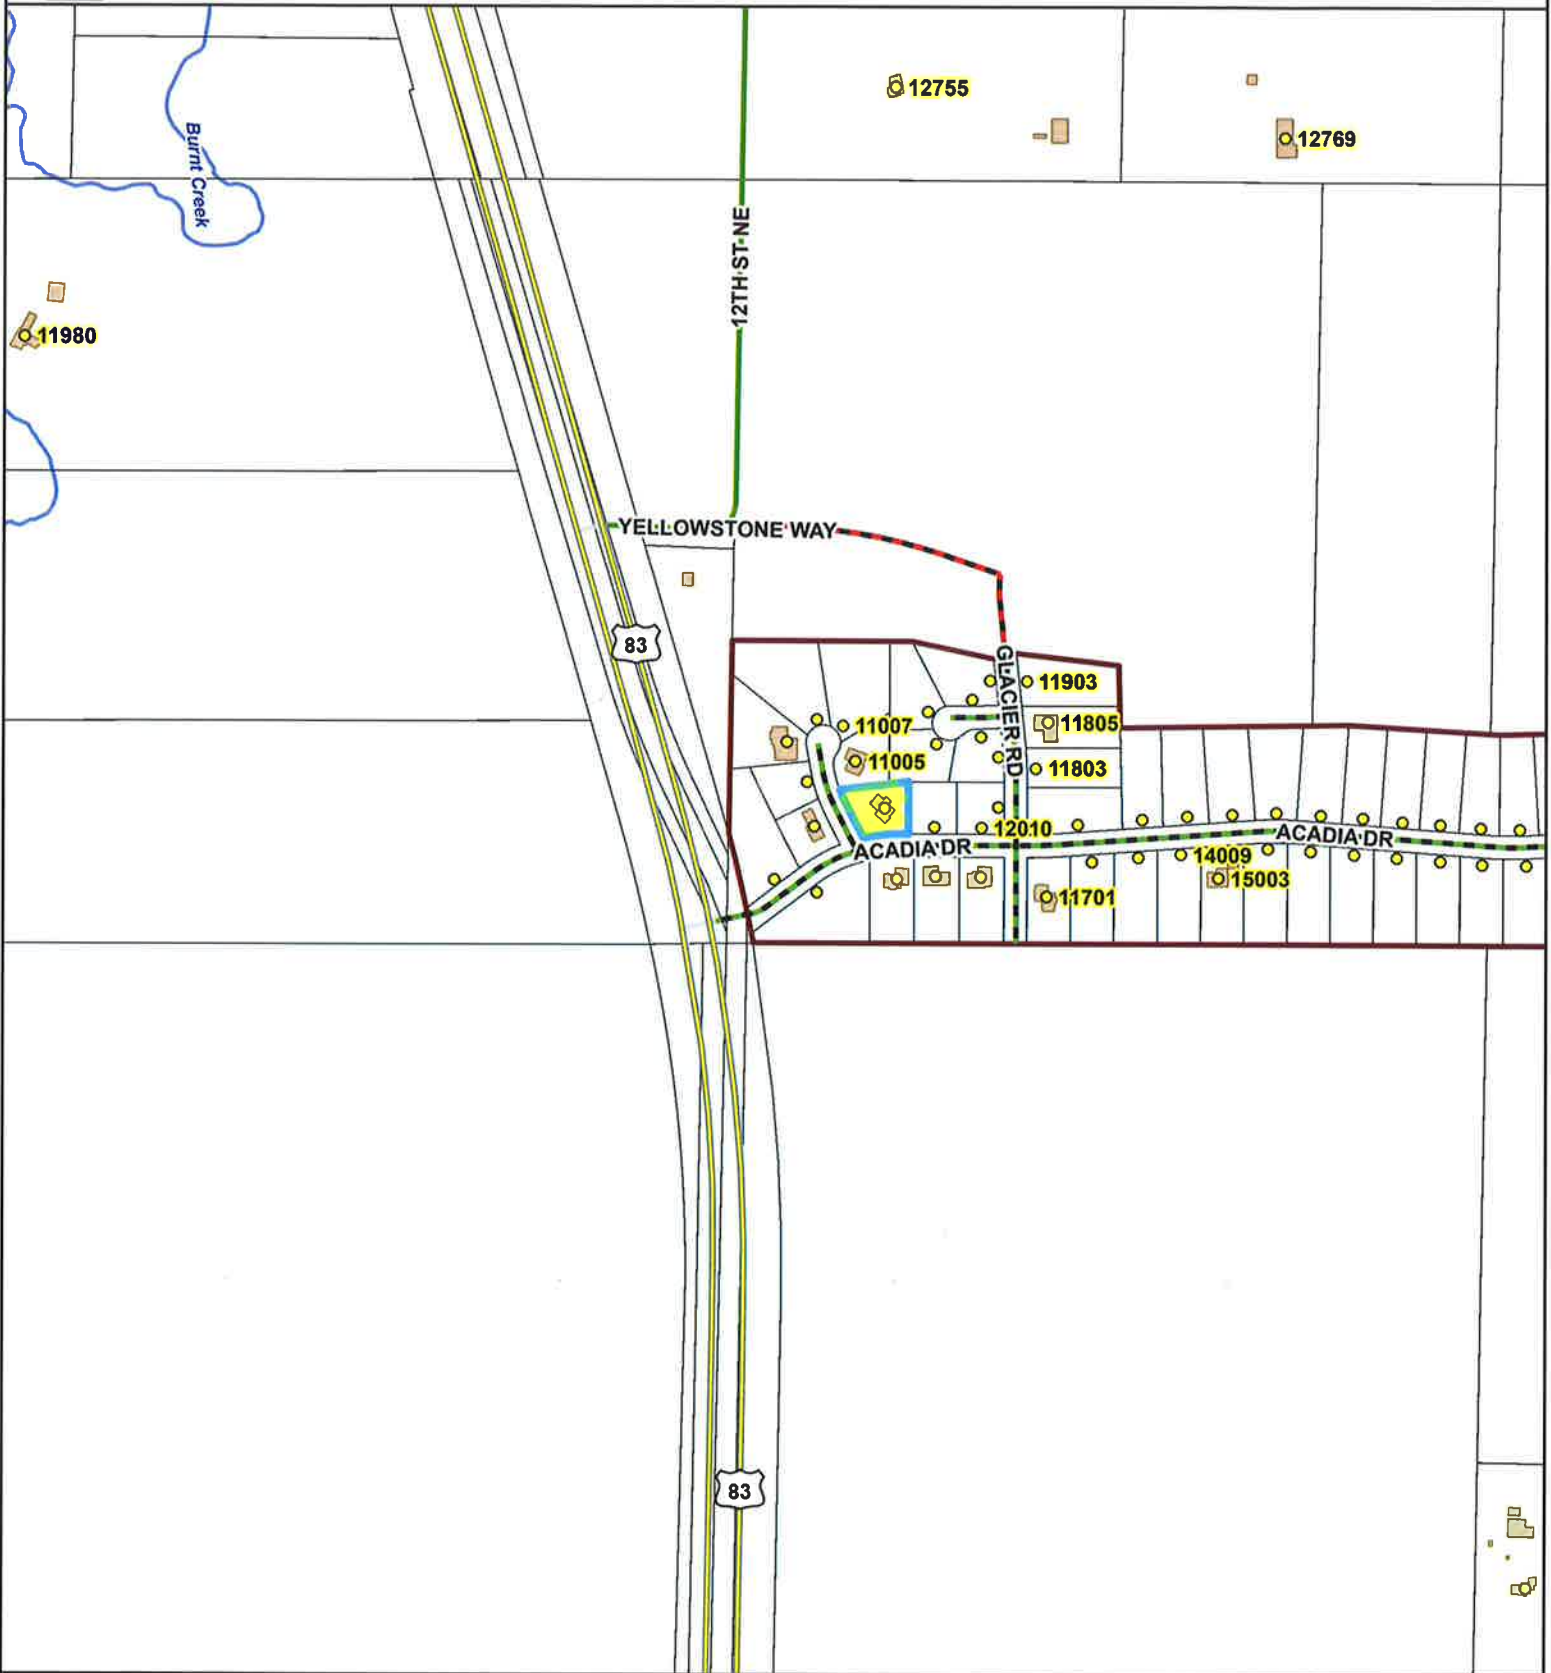 12755
12769
Burnt Creek
12TH ST NE
11980
YELLOWSTONE WAY
83
GLACIER RD
11903
11007
11805
11005
11803
12010
ACADIA DR
ACADIA DR
14009
15003
11701
83